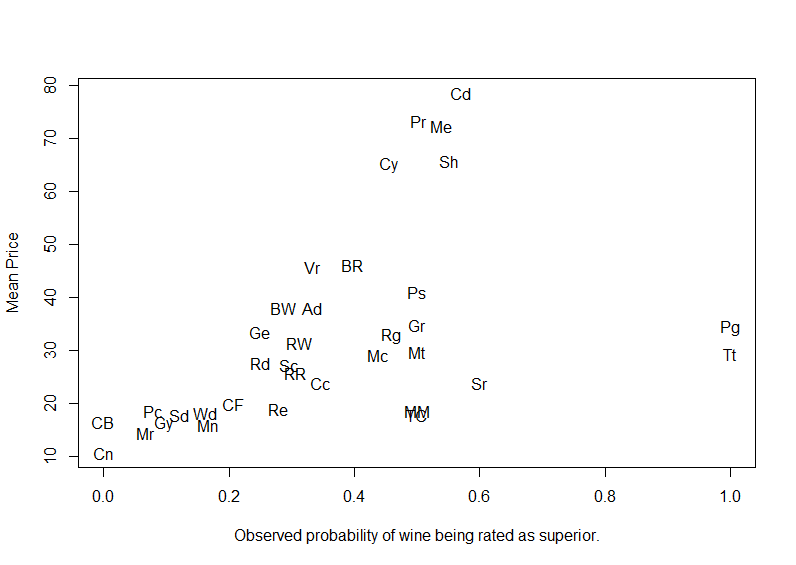 80
70
60
50
40
30
20
10
Mean Price
Cd
Pr
Me
Cy
Sh
Vr
BR
Ps
BW
Ad
Gr
Pg
Ge
Rg
RW
Mc
Mt
Tt
Rd
Sc
RR
Cc
Sr
CF
Re
Pc
Sd
Wd
MM
TC
CB
Gy
Mn
Mr
Cn
0.0 0.2 0.4 0.6 0.8 1.0
Observed probability of wine being rated as superior.